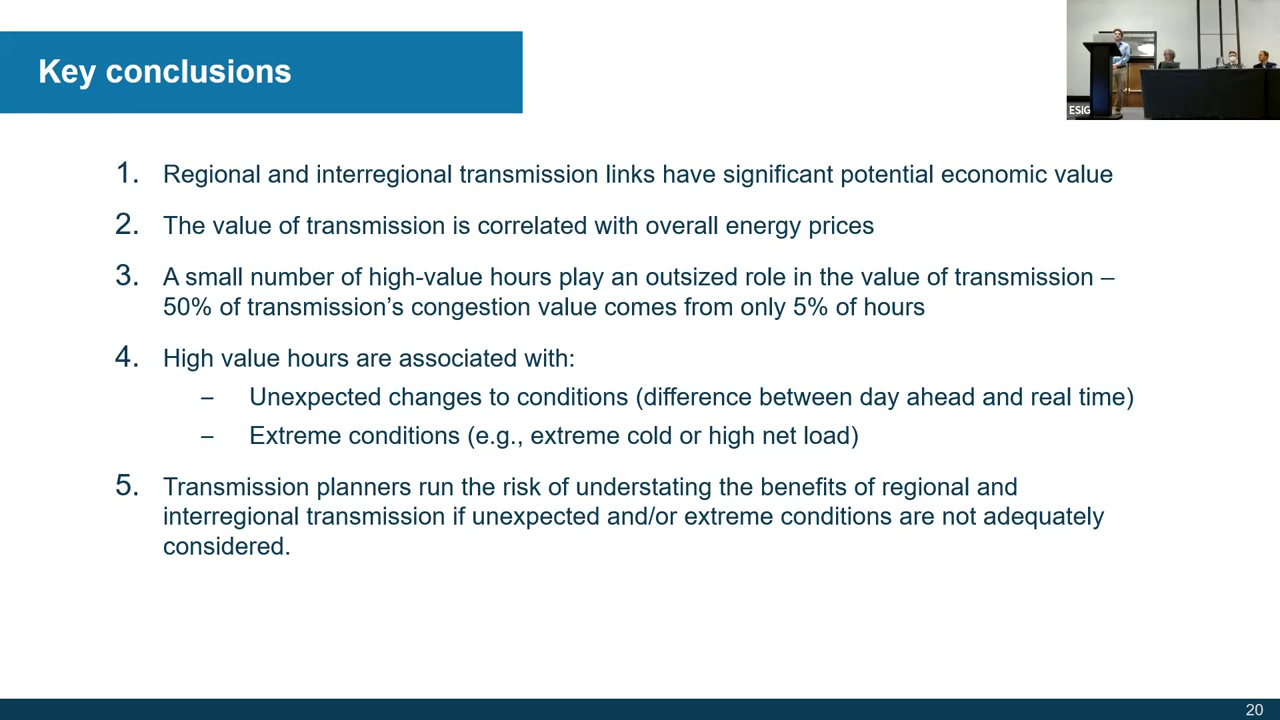 Key conclusions
ESIG
1. Regional and interregional transmission links have significant potential economic value
2. The value of transmission is correlated with overall energy prices
3. A small number of high-value hours play an outsized role in the value of transmission –
50% of transmission's congestion value comes from only 5% of hours
4. High value hours are associated with:
– Unexpected changes to conditions (difference between day ahead and real time)
– Extreme conditions (e.g., extreme cold or high net load)
5. Transmission planners run the risk of understating the benefits of regional and
interregional transmission if unexpected and/or extreme conditions are not adequately
considered.
20